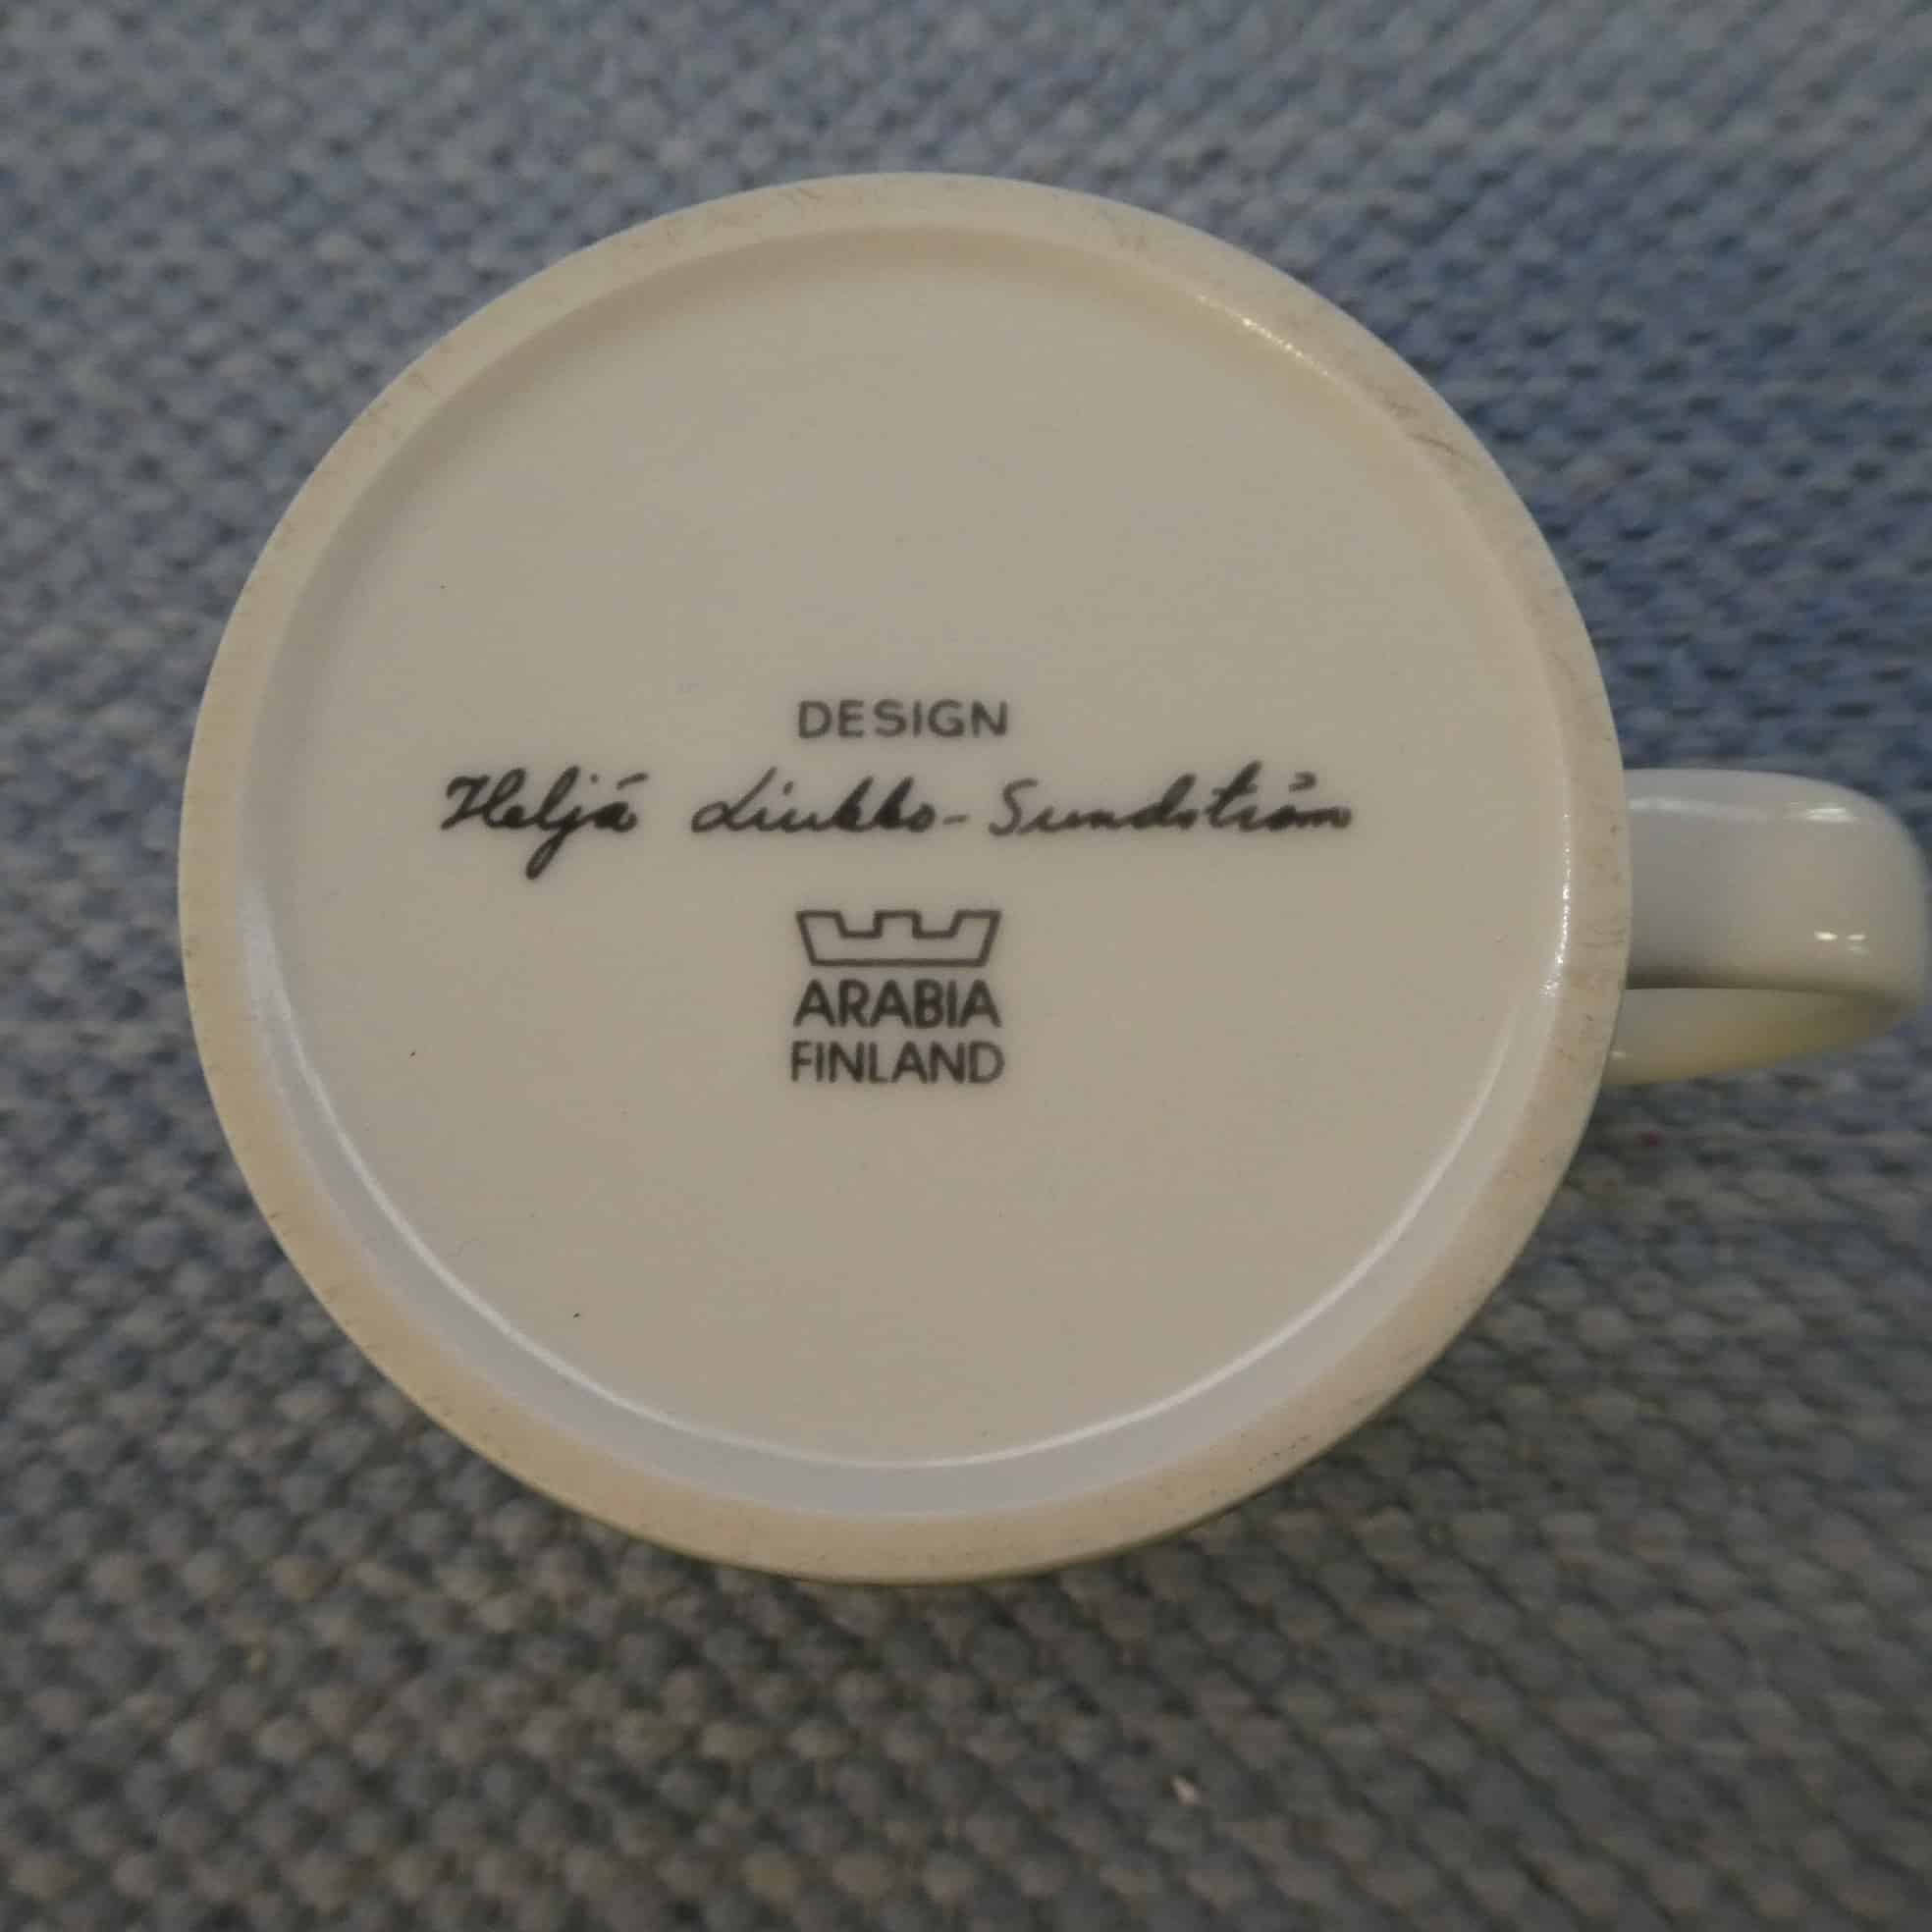 DESIGN
Heljä Liukko-Sundström
ARABIA
FINLAND